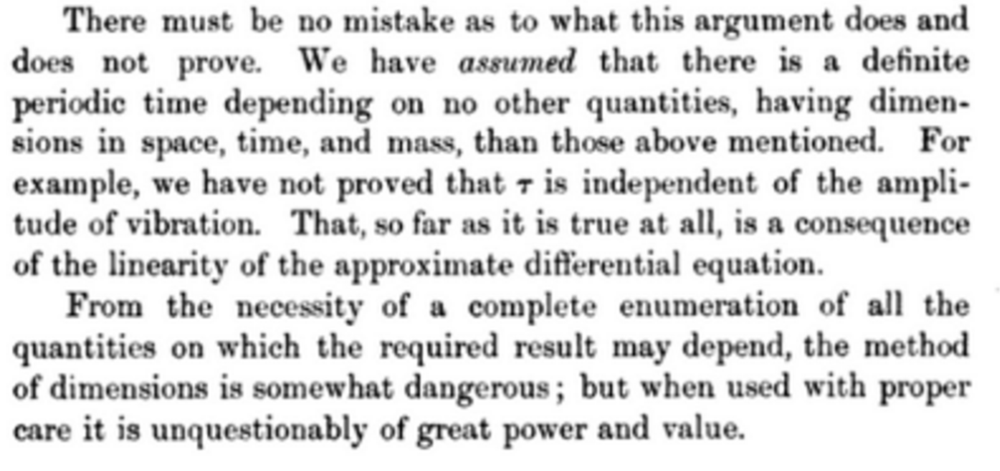 There must be no mistake as to what this argument does and
does not prove. We have assumed that there is a definite
periodic time depending on no other quantities, having dimen-
sions in space, time, and mass, than those above mentioned. For
example, we have not proved that τ is independent of the ampli-
tude of vibration. That, so far as it is true at all, is a consequence
of the linearity of the approximate differential equation.
From the necessity of a complete enumeration of all the
quantities on which the required result may depend, the method
of dimensions is somewhat dangerous; but when used with proper
care it is unquestionably of great power and value.